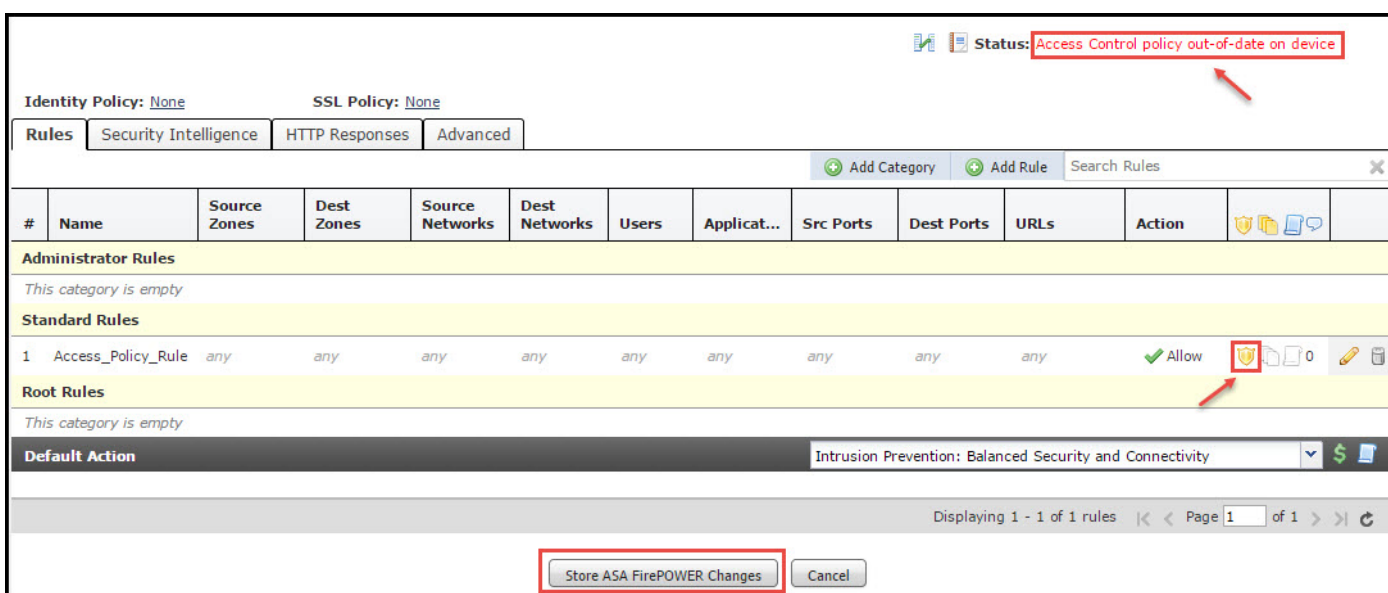 Status: Access Control policy out-of-date on device
Identity Policy: None SSL Policy: None
Rules Security Intelligence HTTP Responses Advanced
Add Category Add Rule Search Rules
# Name Source Zones Dest Zones Source Networks Dest Networks Users Applicat... Src Ports Dest Ports URLs Action
Administrator Rules
This category is empty
Standard Rules
1 Access_Policy_Rule any any any any any any any any any Allow 0
Root Rules
This category is empty
Default Action Intrusion Prevention: Balanced Security and Connectivity $
Displaying 1 - 1 of 1 rules |< < Page 1 of 1 > >|
Store ASA FirePOWER Changes Cancel